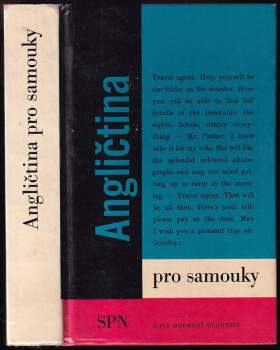 Angličtina pro samouky
Angličtina
Travel agent: Help yourself to
the folder on the counter. Here
you will be able to find full
details of the timetable, the
sights, hotels, simply every-
thing. — Mr Parker: I must
take it for my wife. She will like
the splendid coloured photo-
graphs and may not mind get-
ting up so early in the morn-
ing. — Travel agent: That will
be all then. Here's your bill,
please pay at the desk. May
I wish you a pleasant trip, sir.
Goodbye
pro samouky
SPN
ŘADA MODERNÍ UČEBNICE